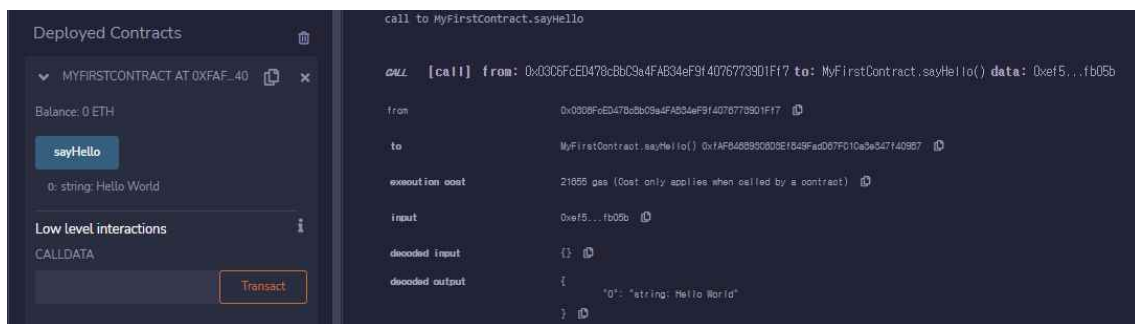 Deployed Contracts
MYFIRSTCONTRACT AT 0XFAF...40
Balance: 0 ETH
sayHello
0: string: Hello World
Low level interactions
i
CALLDATA
Transact
call to MyFirstContract.sayHello
CALL [call] from: to: MyFirstContract.sayHello() data: 0xef5...fb05b
from
to MyFirstContract.sayHello()
execution cost 21655 gas (Cost only applies when called by a contract)
input 0xef5...fb05b
decoded input {}
decoded output {
"0": "string: Hello World"
}